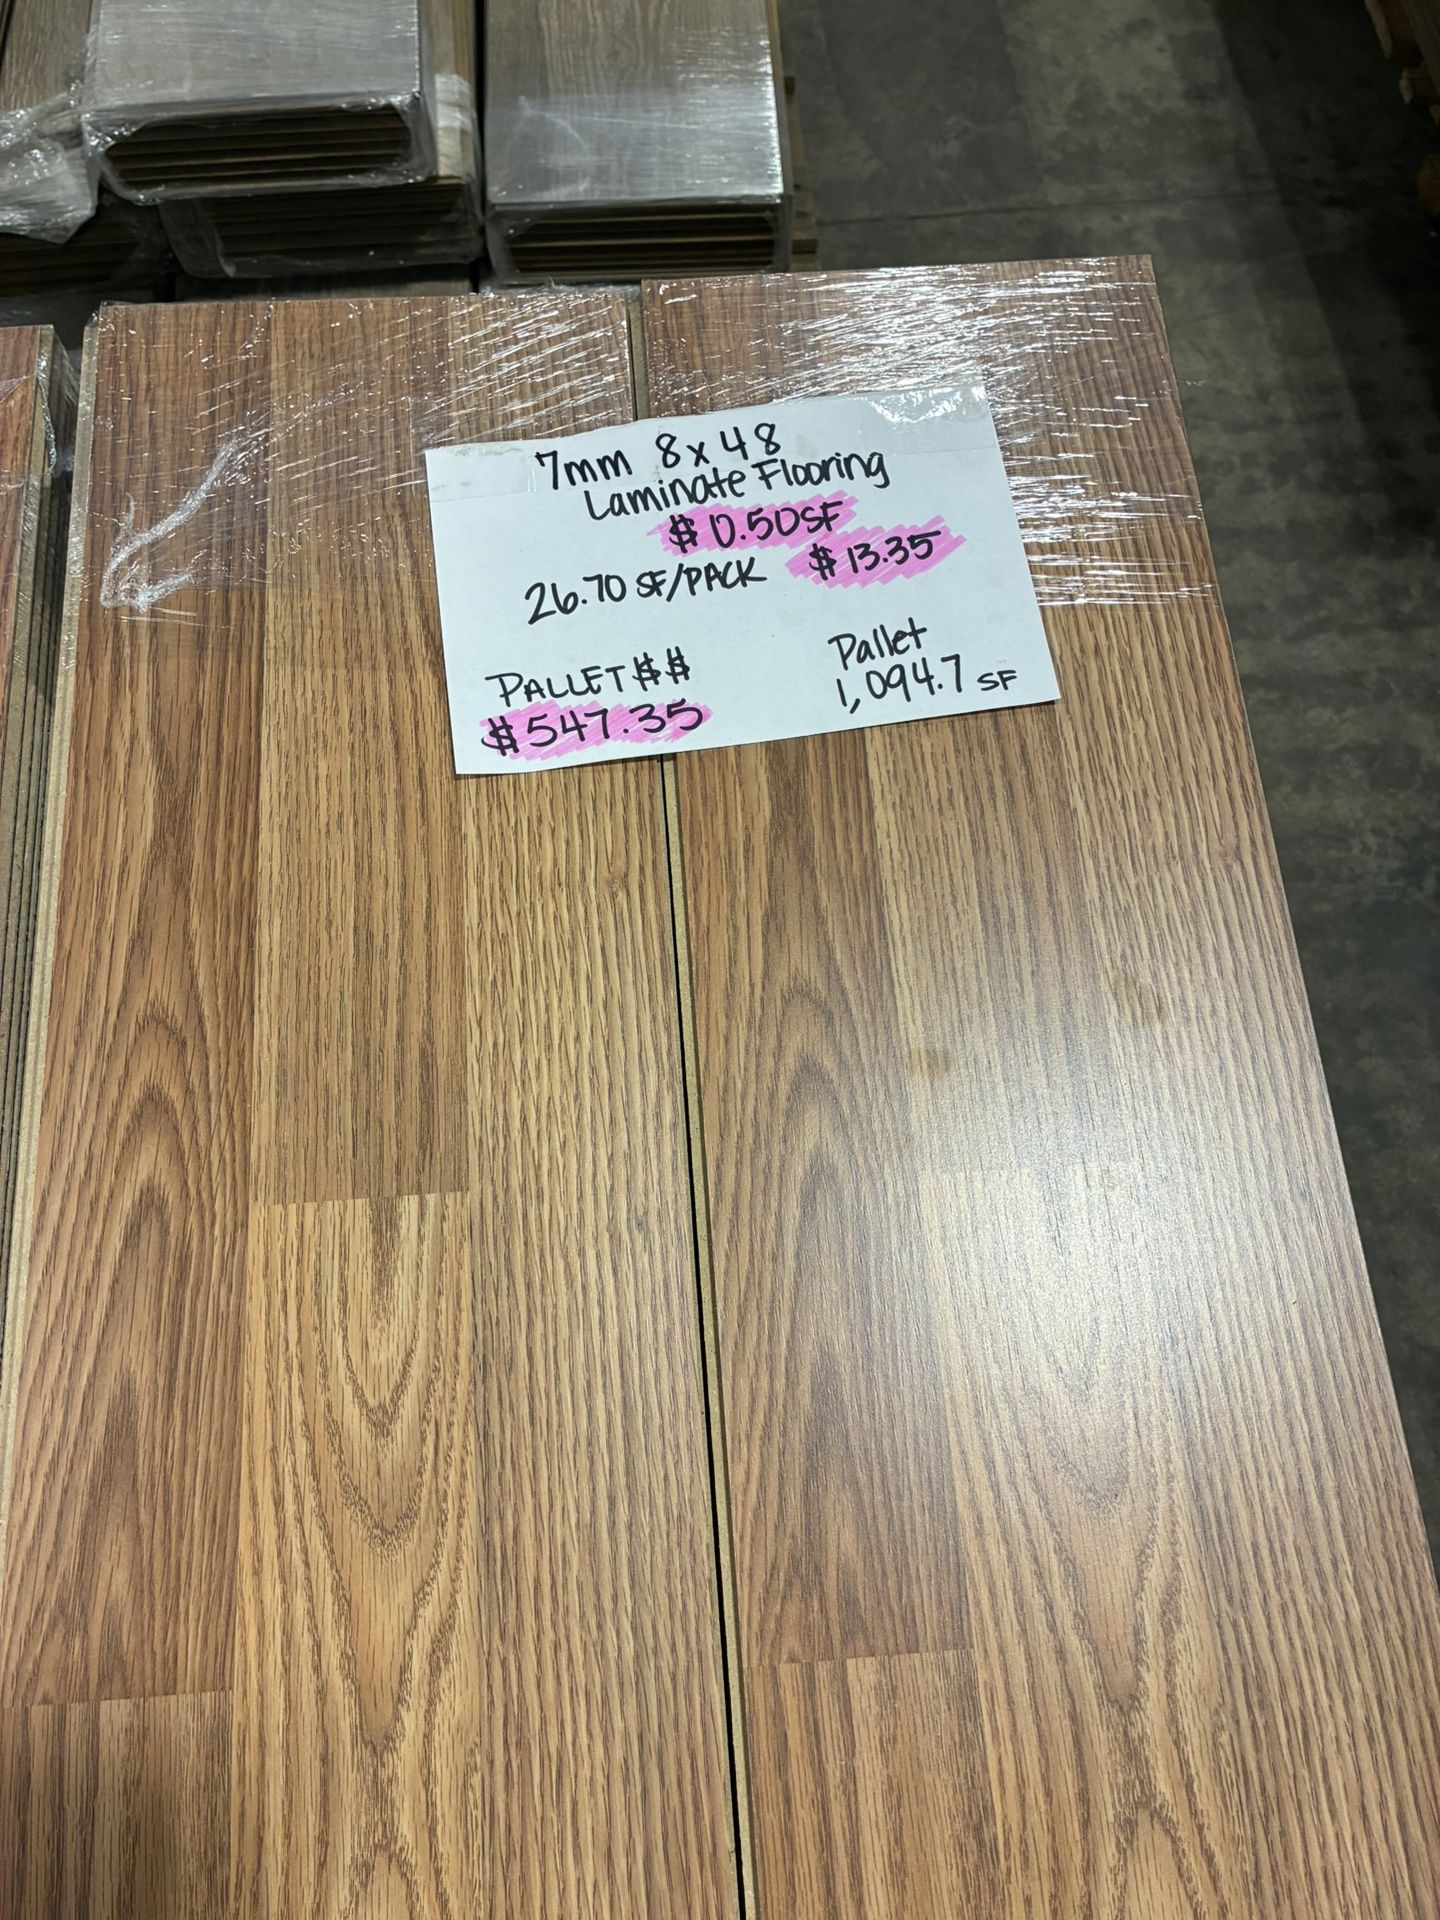 7mm 8x48
Laminate Flooring
$0.50SF
26.70 SF/PACK $13.35
PALLET $$
$547.35
Pallet
1,094.7 SF